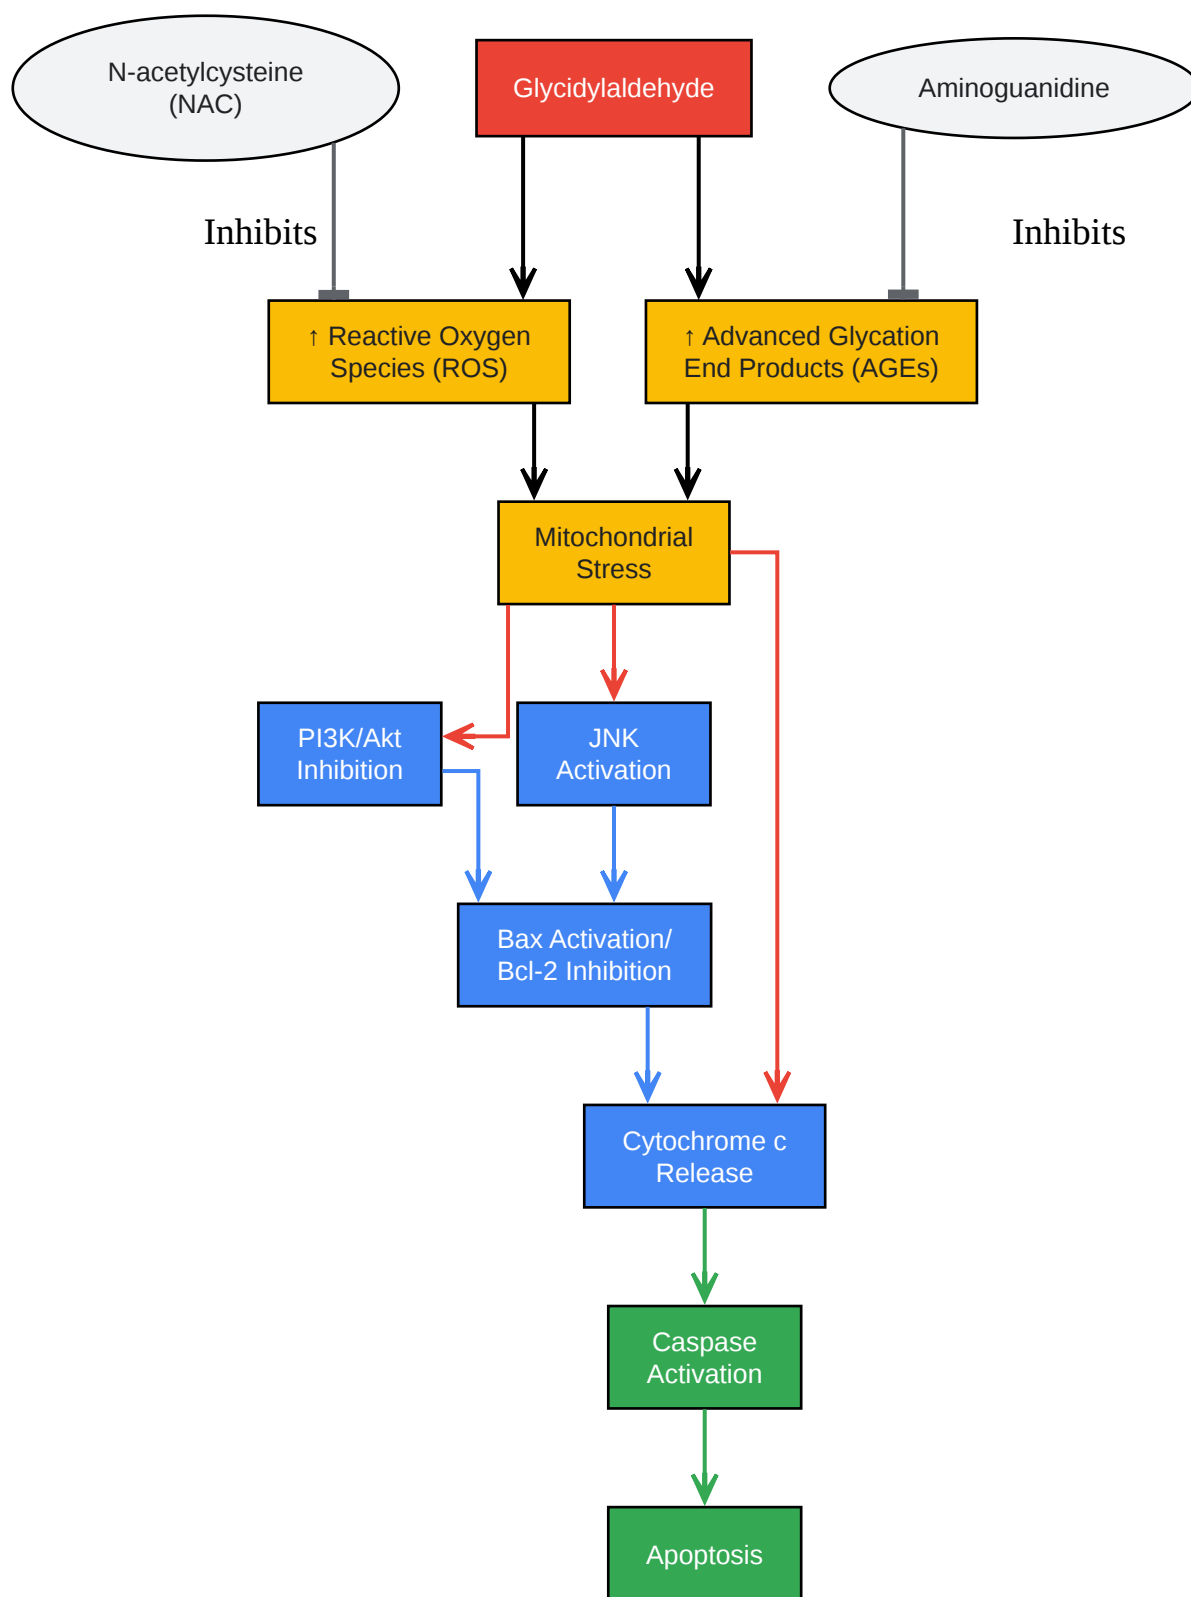 N-acetylcysteine
(NAC)
Glycidylaldehyde
Aminoguanidine
Inhibits
Inhibits
↑ Reactive Oxygen
Species (ROS)
↑ Advanced Glycation
End Products (AGEs)
Mitochondrial
Stress
PI3K/Akt
Inhibition
JNK
Activation
Bax Activation/
Bcl-2 Inhibition
Cytochrome c
Release
Caspase
Activation
Apoptosis